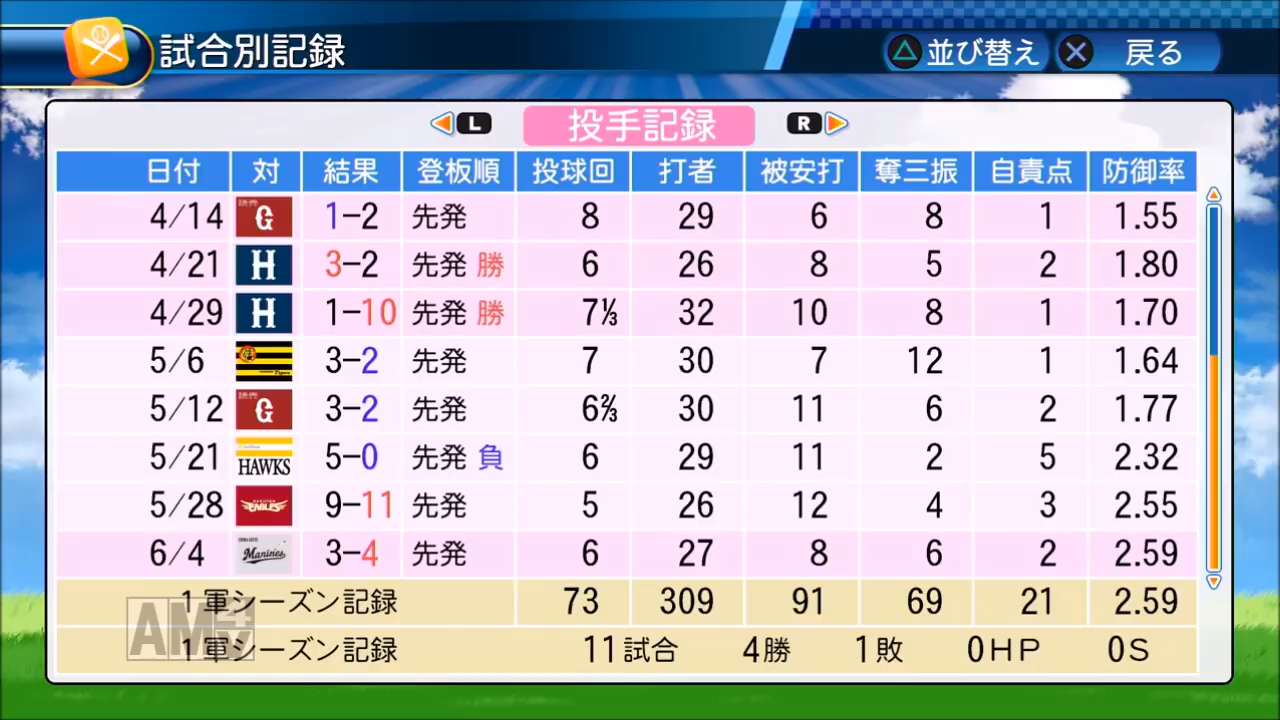 試合別記録 △ 並び替え × 戻る
L 投手記録 R
日付 対 結果 登板順 投球回 打者 被安打 奪三振 自責点 防御率
4/14 G 1-2 先発 8 29 6 8 1 1.55
4/21 H 3-2 先発 勝 6 26 8 5 2 1.80
4/29 H 1-10 先発 勝 7⅓ 32 10 8 1 1.70
5/6 3-2 先発 7 30 7 12 1 1.64
5/12 G 3-2 先発 6⅔ 30 11 6 2 1.77
5/21 HAWKS 5-0 先発 負 6 29 11 2 5 2.32
5/28 EAGLES 9-11 先発 5 26 12 4 3 2.55
6/4 Marines 3-4 先発 6 27 8 6 2 2.59
1軍シーズン記録 73 309 91 69 21 2.59
1軍シーズン記録 11試合 4勝 1敗 0HP 0S